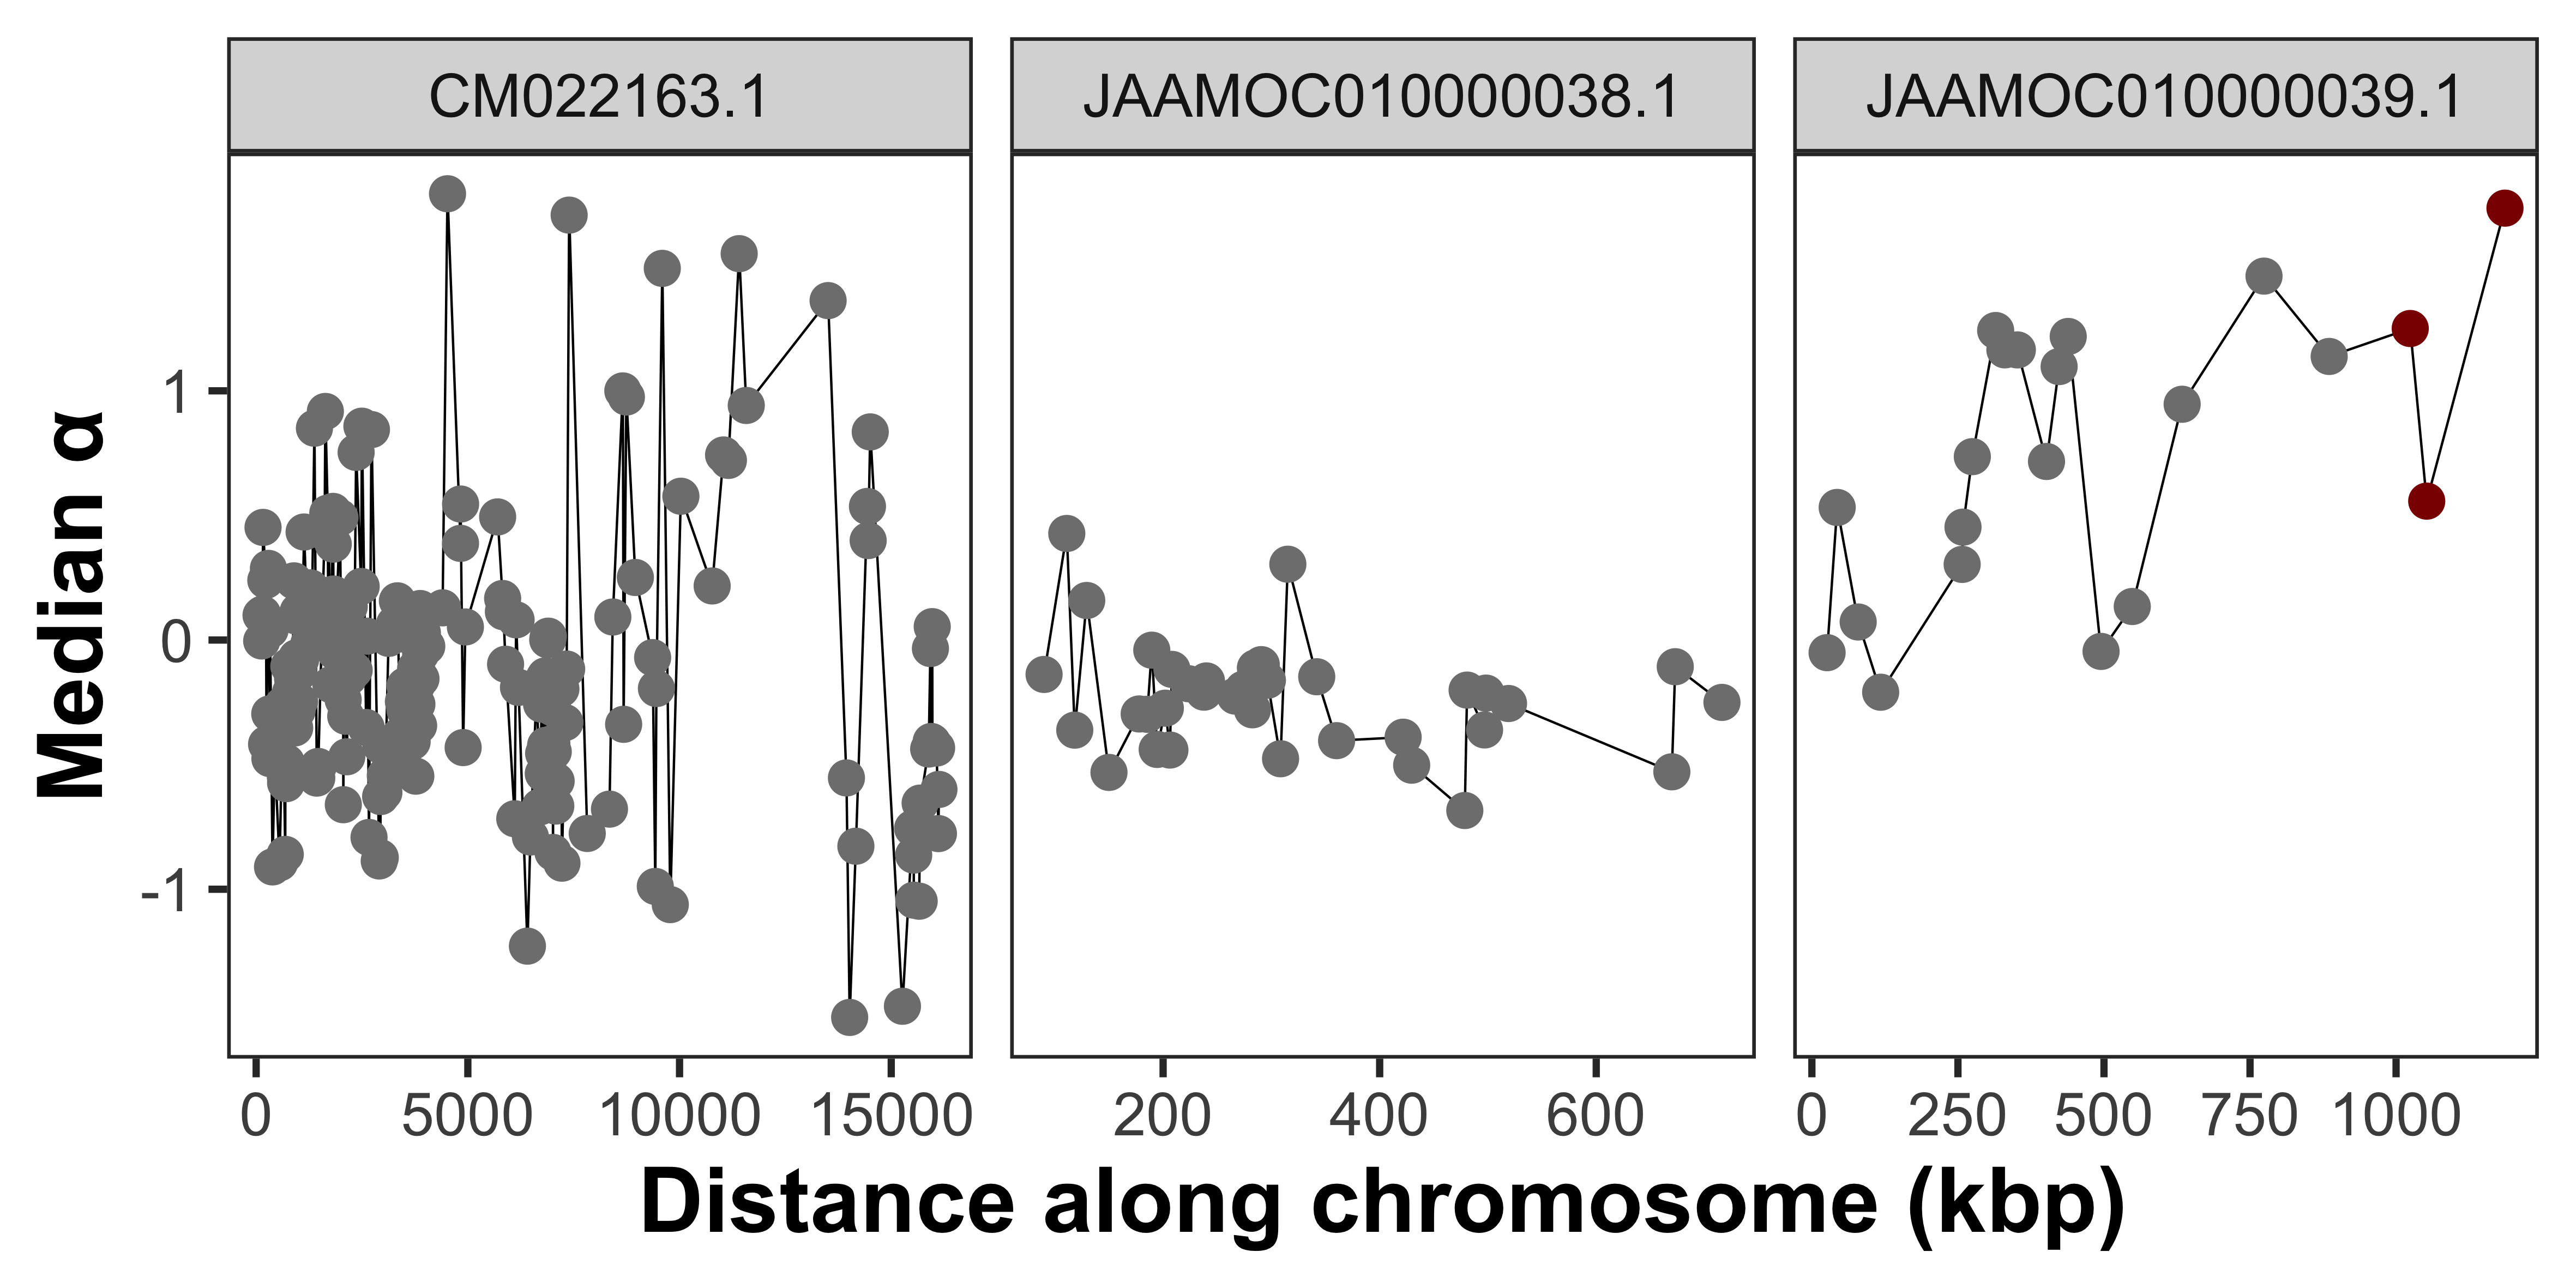 CM022163.1 JAAMOC010000038.1 JAAMOC010000039.1
Median α
1
0
-1
0 5000 10000 15000 200 400 600 0 250 500 750 1000
Distance along chromosome (kbp)